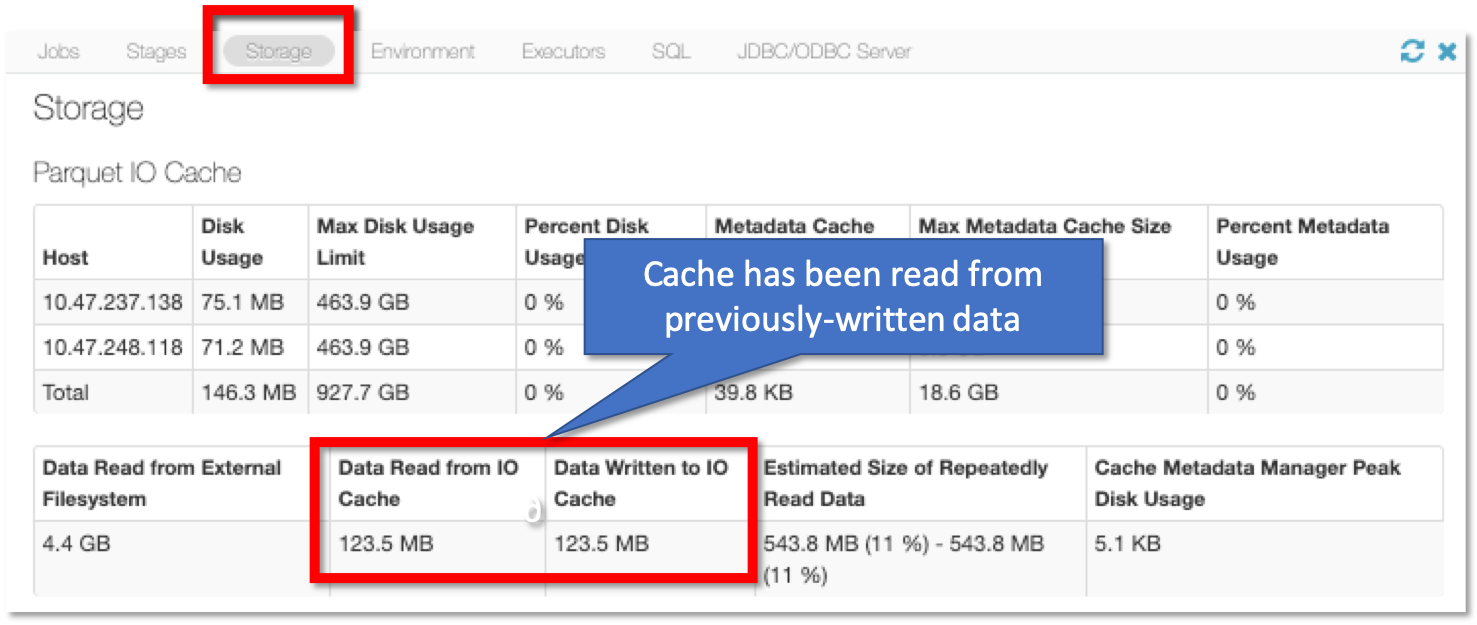 Jobs Stages Storage Environment Executors SQL JDBC/ODBC Server
Storage
Parquet IO Cache
Host Disk Usage Max Disk Usage Limit Percent Disk Usage Metadata Cache Max Metadata Cache Size Percent Metadata Usage
10.47.237.138 75.1 MB 463.9 GB 0 % 0 %
10.47.248.118 71.2 MB 463.9 GB 0 % 0 %
Total 146.3 MB 927.7 GB 0 % 39.8 KB 18.6 GB 0 %
Cache has been read from
previously-written data
Data Read from External Filesystem Data Read from IO Cache Data Written to IO Cache Estimated Size of Repeatedly Read Data Cache Metadata Manager Peak Disk Usage
4.4 GB 123.5 MB 123.5 MB 543.8 MB (11 %) - 543.8 MB (11 %) 5.1 KB